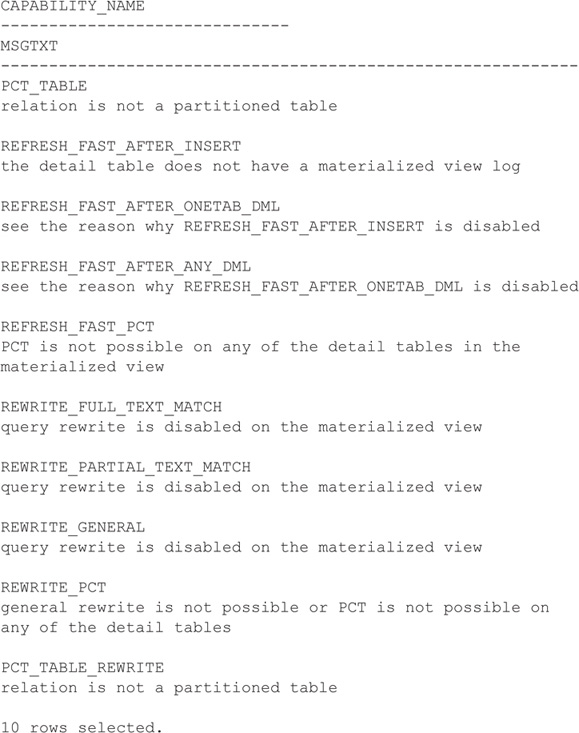 CAPABILITY_NAME
------------------------------
MSGTXT
------------------------------------------------------------
PCT_TABLE
relation is not a partitioned table
REFRESH_FAST_AFTER_INSERT
the detail table does not have a materialized view log
REFRESH_FAST_AFTER_ONETAB_DML
see the reason why REFRESH_FAST_AFTER_INSERT is disabled
REFRESH_FAST_AFTER_ANY_DML
see the reason why REFRESH_FAST_AFTER_ONETAB_DML is disabled
REFRESH_FAST_PCT
PCT is not possible on any of the detail tables in the
materialized view
REWRITE_FULL_TEXT_MATCH
query rewrite is disabled on the materialized view
REWRITE_PARTIAL_TEXT_MATCH
query rewrite is disabled on the materialized view
REWRITE_GENERAL
query rewrite is disabled on the materialized view
REWRITE_PCT
general rewrite is not possible or PCT is not possible on
any of the detail tables
PCT_TABLE_REWRITE
relation is not a partitioned table
10 rows selected.